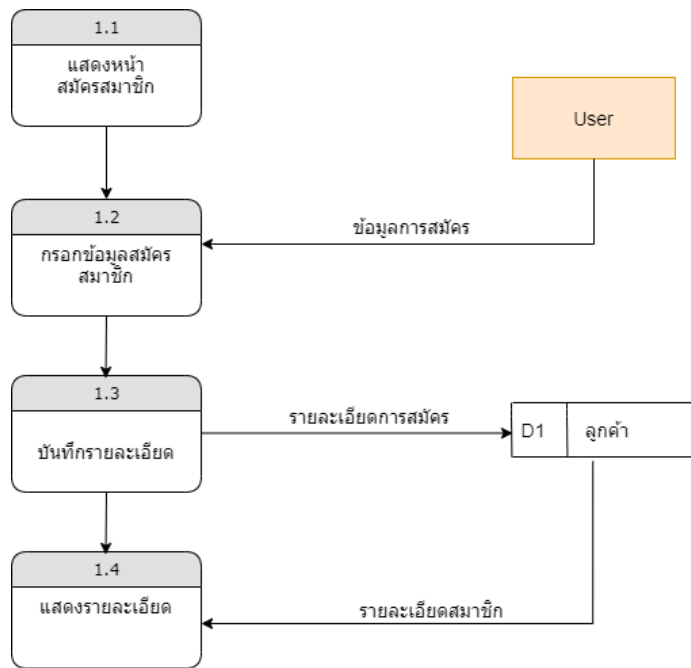 1.1
แสดงหน้า
สมัครสมาชิก
User
1.2
กรอกข้อมูลสมัคร
สมาชิก
ข้อมูลการสมัคร
1.3
บันทึกรายละเอียด
รายละเอียดการสมัคร
D1
ลูกค้า
1.4
แสดงรายละเอียด
รายละเอียดสมาชิก